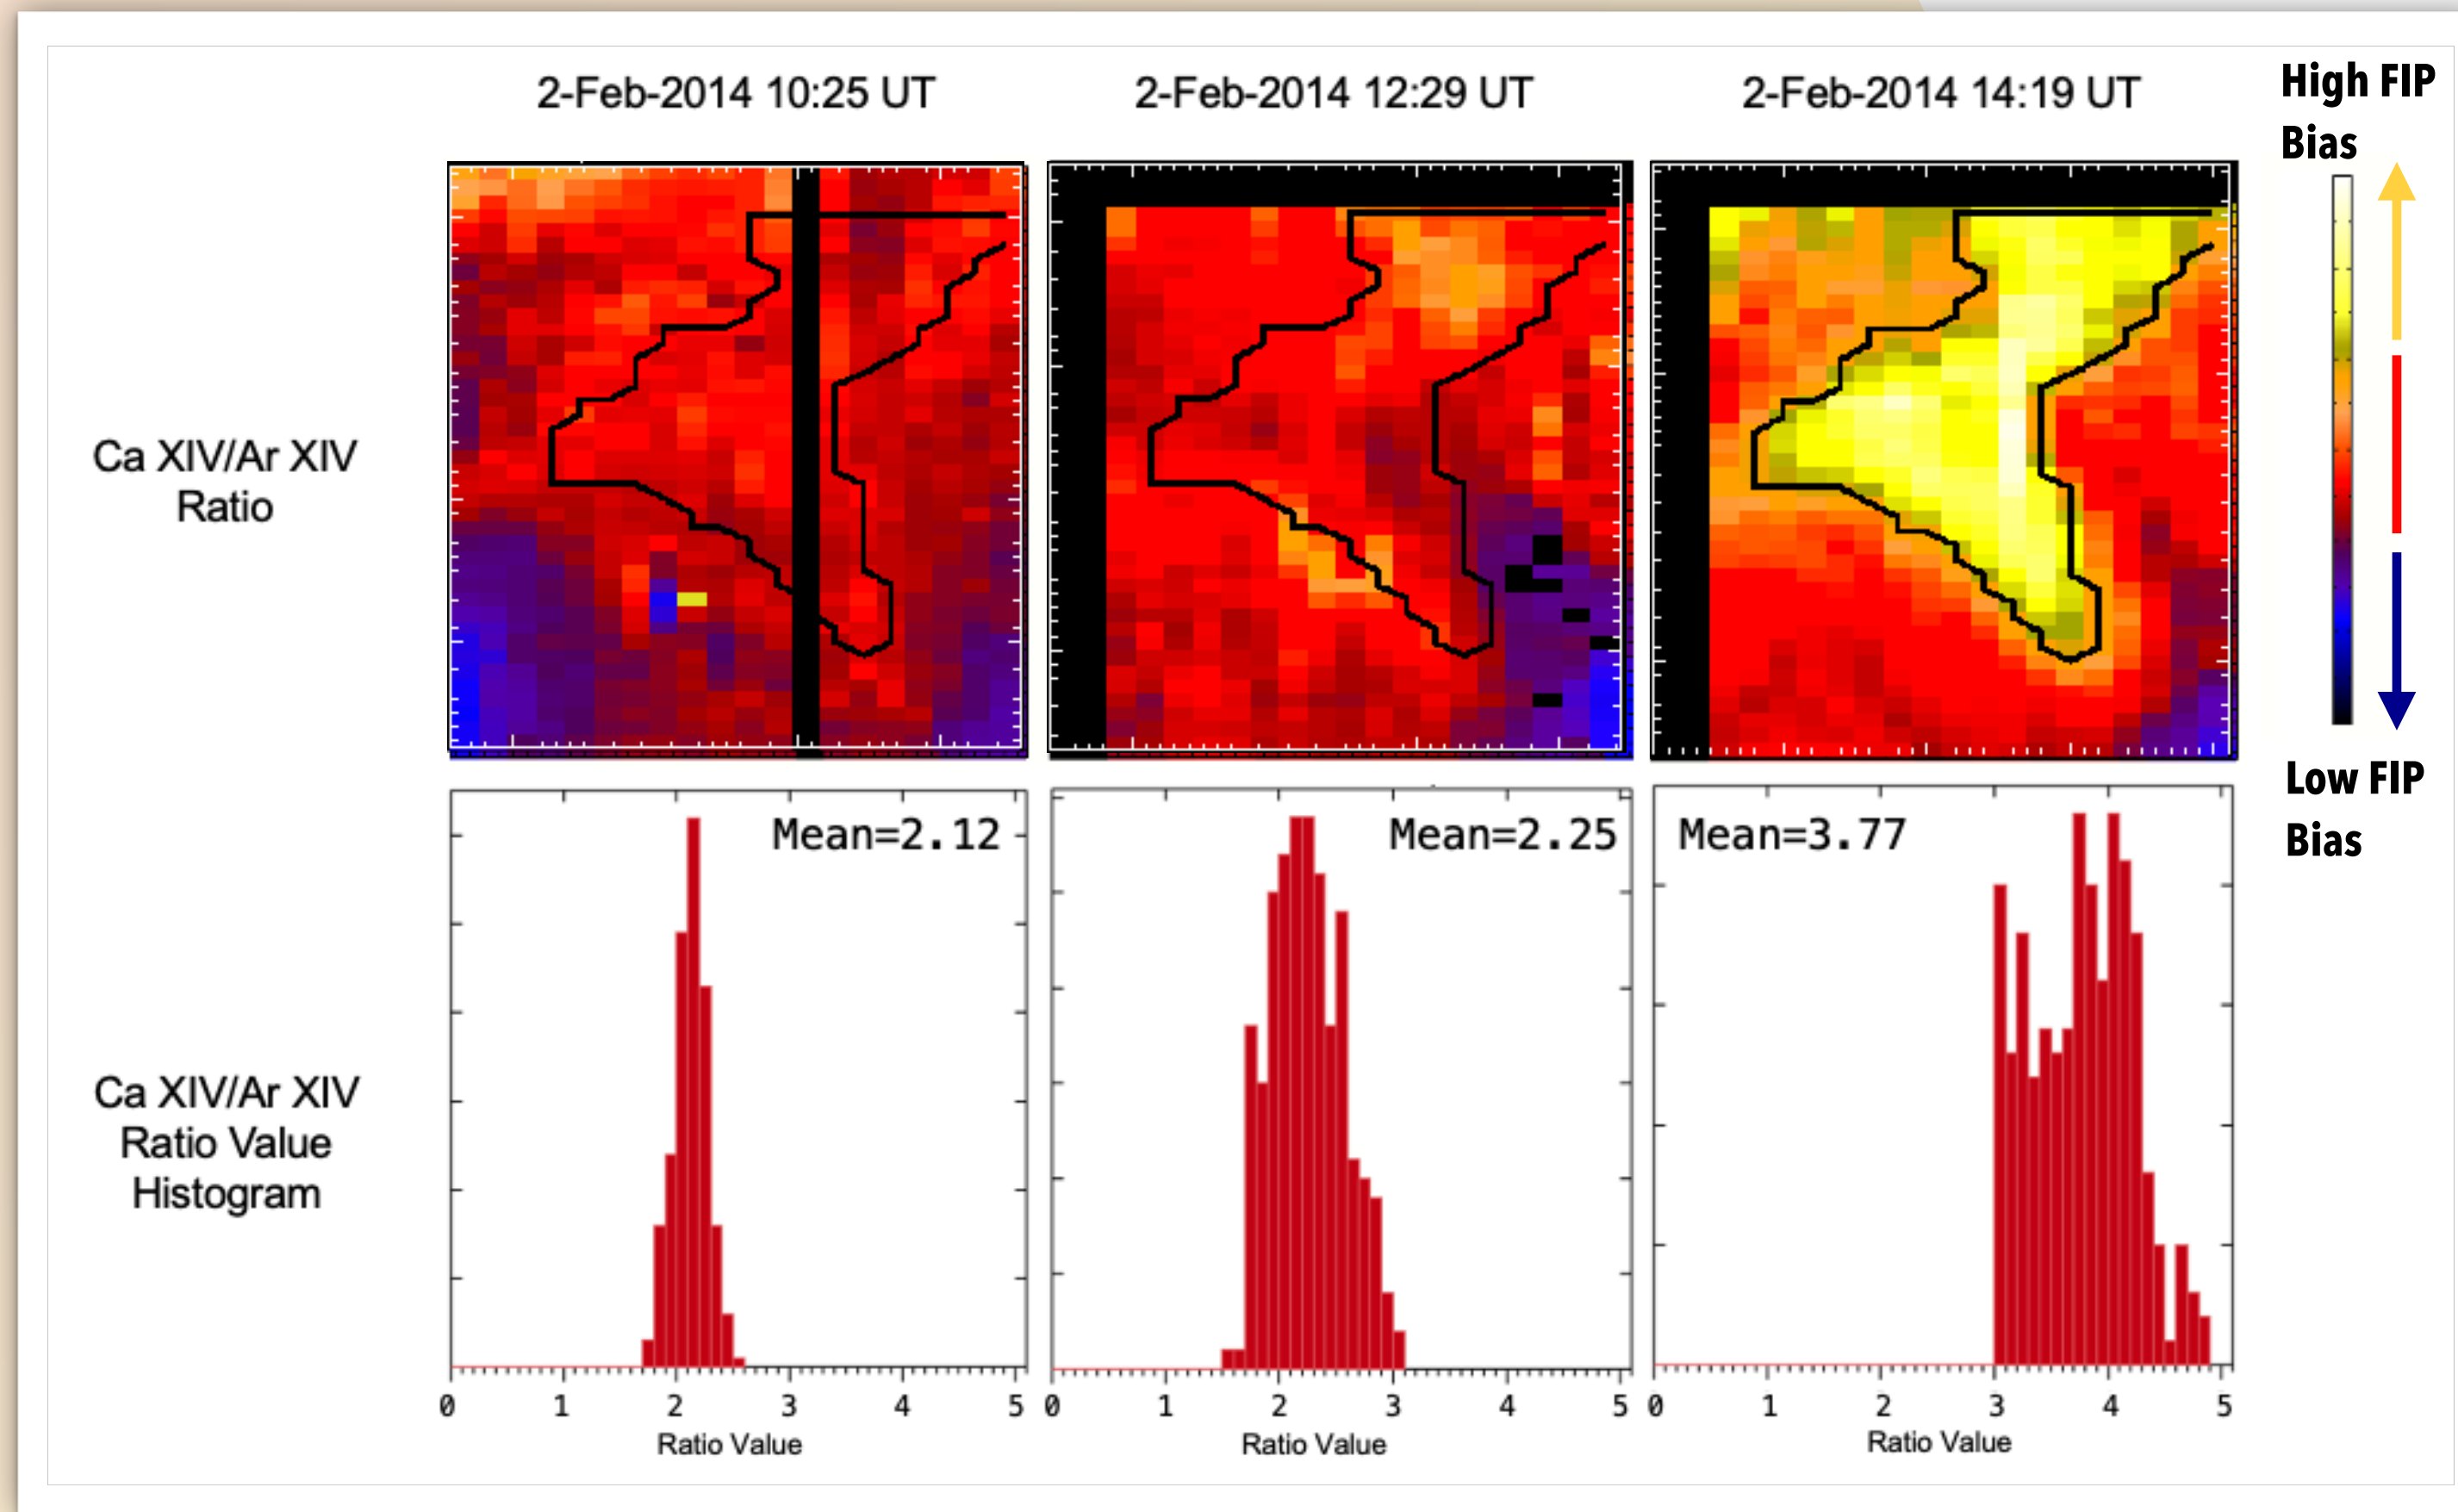 2-Feb-2014 10:25 UT
2-Feb-2014 12:29 UT
2-Feb-2014 14:19 UT
High FIP
Bias
Ca XIV/Ar XIV
Ratio
Low FIP
Bias
Mean=2.12
Mean=2.25
Mean=3.77
Ca XIV/Ar XIV
Ratio Value
Histogram
0 1 2 3 4 5
0 1 2 3 4 5
0 1 2 3 4 5
Ratio Value
Ratio Value
Ratio Value